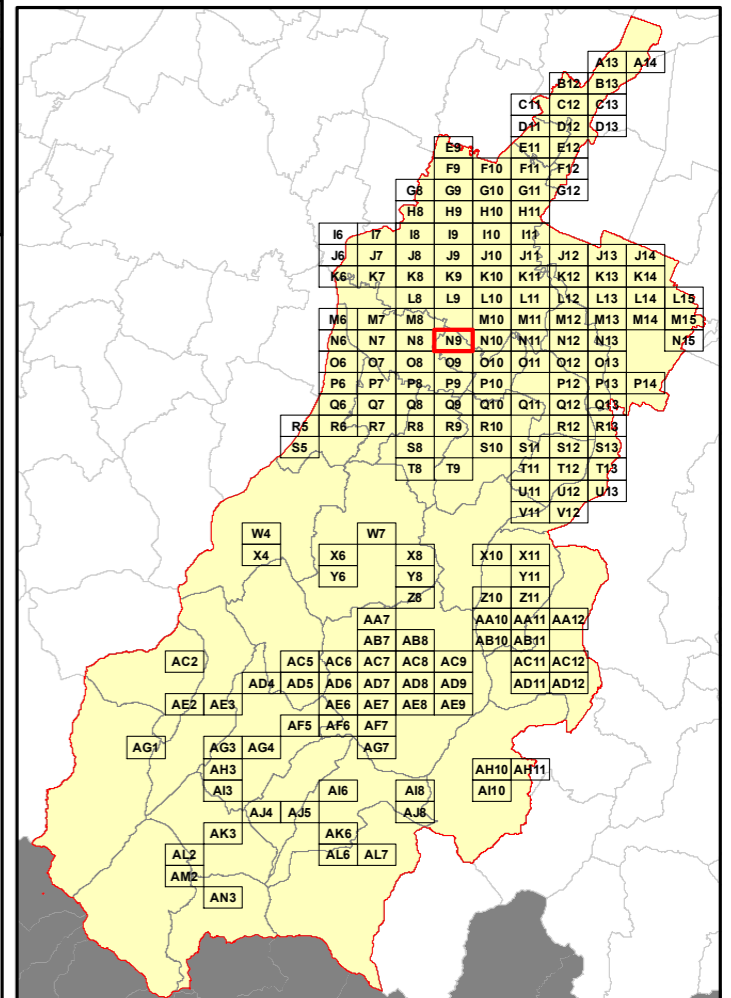 A13 A14
B12 B13
C11 C12 C13
D11 D12 D13
E9 E11 E12
F9 F10 F11 F12
G8 G9 G10 G11 G12
H8 H9 H10 H11
I6 I7 I8 I9 I10 I11
J6 J7 J8 J9 J10 J11 J12 J13 J14
K6 K7 K8 K9 K10 K11 K12 K13 K14
L8 L9 L10 L11 L12 L13 L14 L15
M6 M7 M8 M10 M11 M12 M13 M14 M15
N6 N7 N8 N9 N10 N11 N12 N13 N15
O6 O7 O8 O9 O10 O11 O12 O13
P6 P7 P8 P9 P10 P12 P13 P14
Q6 Q7 Q8 Q9 Q10 Q11 Q12 Q13
R5 R6 R7 R8 R9 R10 R12 R13
S5 S8 S10 S11 S12 S13
T8 T9 T11 T12 T13
U11 U12 U13
V11 V12
W4 W7
X4 X6 X8 X10 X11
Y6 Y8 Y11
Z8 Z10 Z11
AA7 AA10 AA11 AA12
AB7 AB8 AB10 AB11
AC2 AC5 AC6 AC7 AC8 AC9 AC11 AC12
AD4 AD5 AD6 AD7 AD8 AD9 AD11 AD12
AE2 AE3 AE6 AE7 AE8 AE9
AF5 AF6 AF7
AG1 AG3 AG4 AG7
AH3 AH10 AH11
AI3 AI6 AI8 AI10
AJ4 AJ5 AJ8
AK3 AK6
AL2 AL6 AL7
AM2
AN3